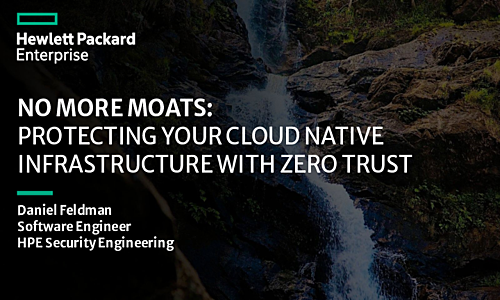 Hewlett Packard
Enterprise
NO MORE MOATS:
PROTECTING YOUR CLOUD NATIVE
INFRASTRUCTURE WITH ZERO TRUST
Daniel Feldman
Software Engineer
HPE Security Engineering